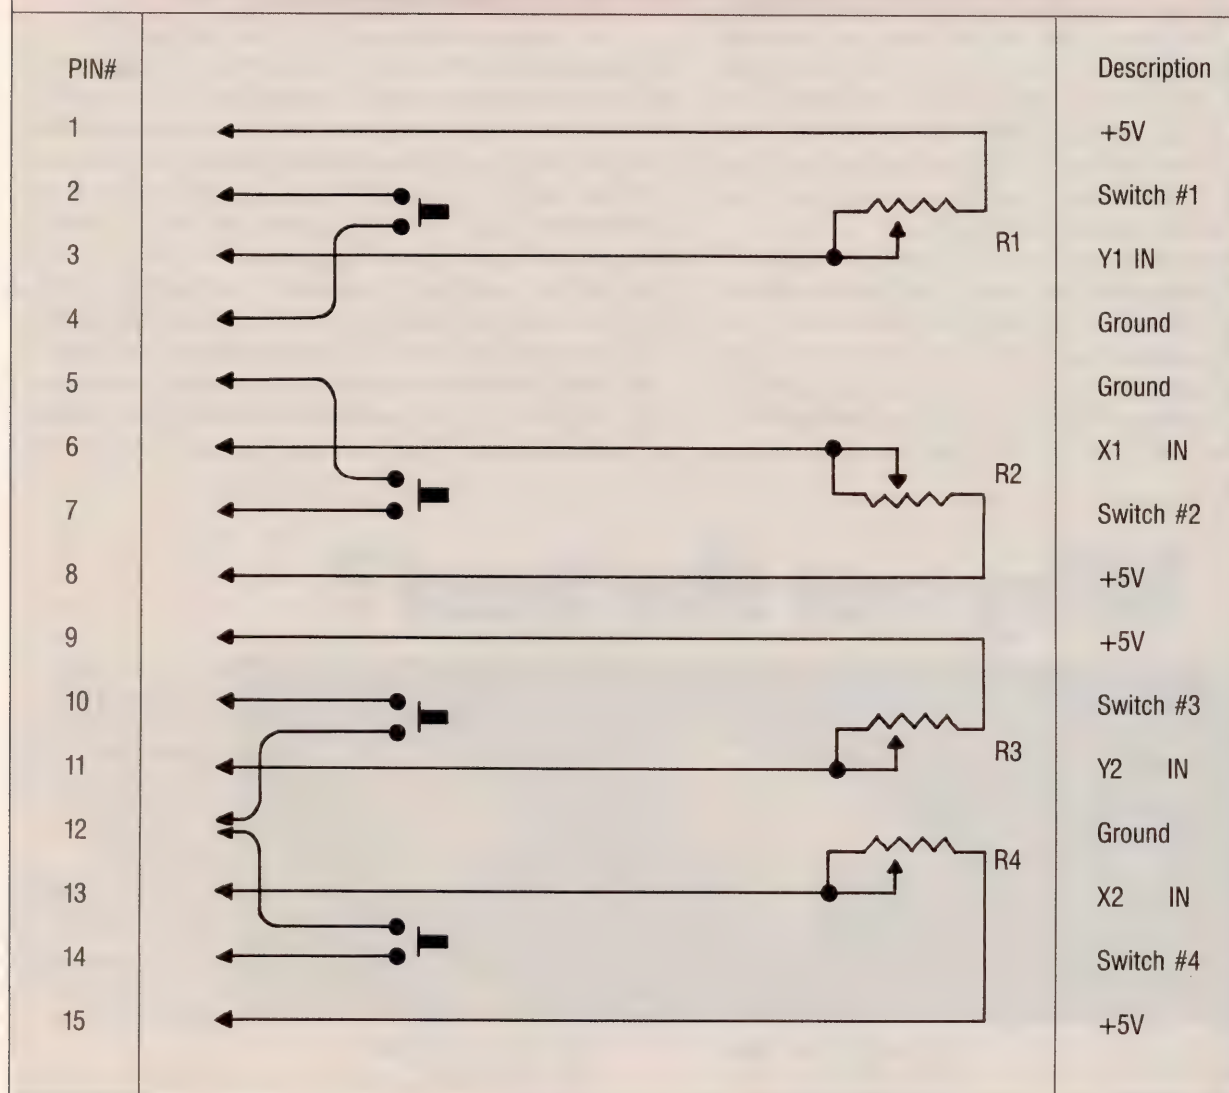 PIN# Description
1 +5V
2 Switch #1
R1
3 Y1 IN
4 Ground
5 Ground
6 X1 IN
R2
7 Switch #2
8 +5V
9 +5V
10 Switch #3
R3
11 Y2 IN
12 Ground
R4
13 X2 IN
14 Switch #4
15 +5V